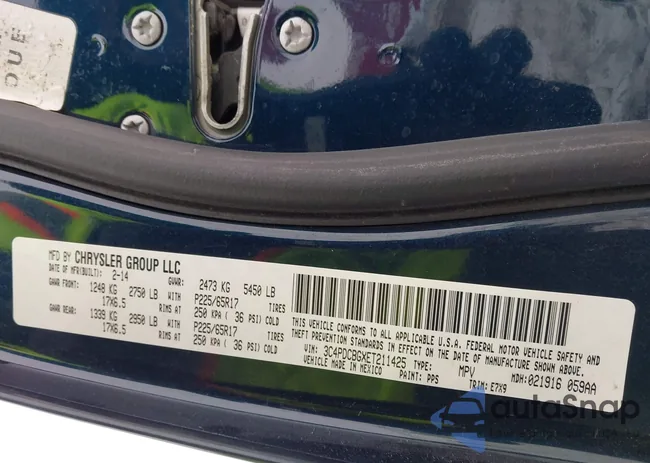 MFD BY CHRYSLER GROUP LLC
DATE OF MFR(BUILT): 2-14 GVWR: 2473 KG 5450 LB
GAWR FRONT: 1248 KG 2750 LB WITH P225/65R17 TIRES
17X6.5 RIMS AT 250 KPA ( 36 PSI) COLD
GAWR REAR: 1339 KG 2950 LB WITH P225/65R17 TIRES
17X6.5 RIMS AT 250 KPA ( 36 PSI) COLD
THIS VEHICLE CONFORMS TO ALL APPLICABLE U.S.A. FEDERAL MOTOR VEHICLE SAFETY AND
THEFT PREVENTION STANDARDS IN EFFECT ON THE DATE OF MANUFACTURE SHOWN ABOVE.
VIN: 3C4PDCBGXET211425 TYPE: MPV MDH: 021916 059AA
VEHICLE MADE IN MEXICO PAINT: PPS TRIM: E7X9
autaSnap